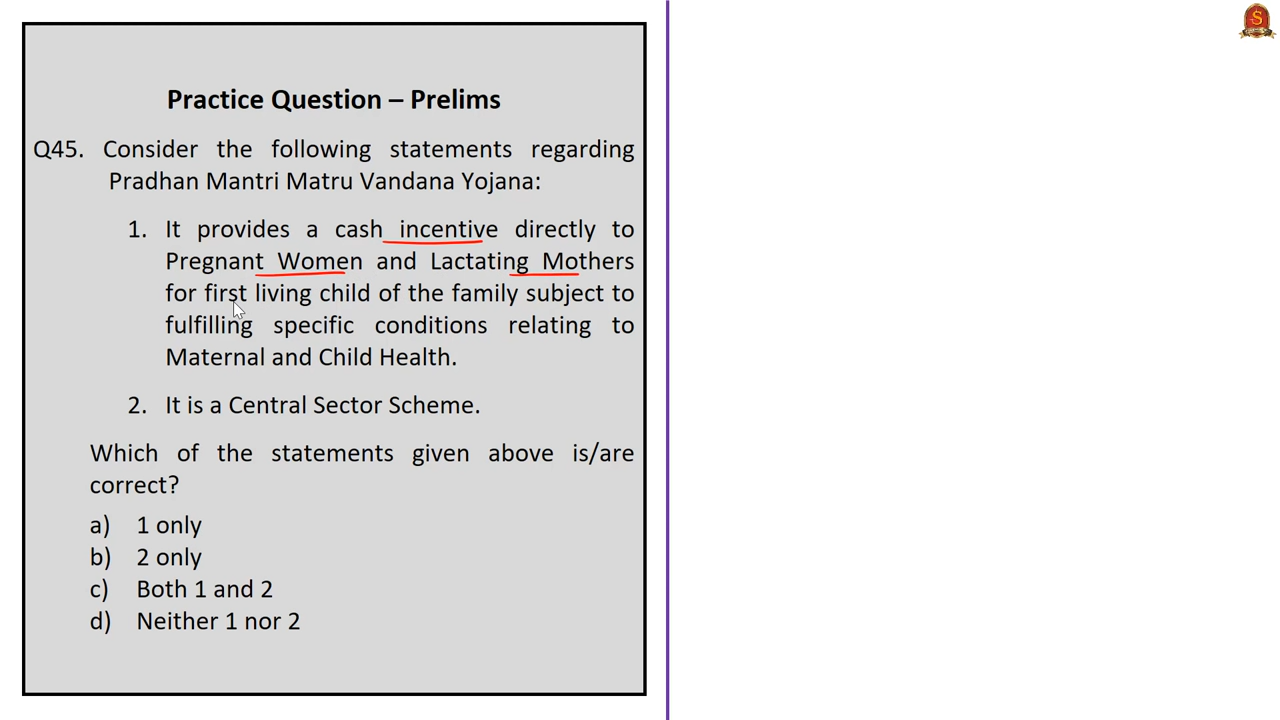 Practice Question – Prelims
Q45. Consider the following statements regarding
Pradhan Mantri Matru Vandana Yojana:
1. It provides a cash incentive directly to
Pregnant Women and Lactating Mothers
for first living child of the family subject to
fulfilling specific conditions relating to
Maternal and Child Health.
2. It is a Central Sector Scheme.
Which of the statements given above is/are
correct?
a) 1 only
b) 2 only
c) Both 1 and 2
d) Neither 1 nor 2
S